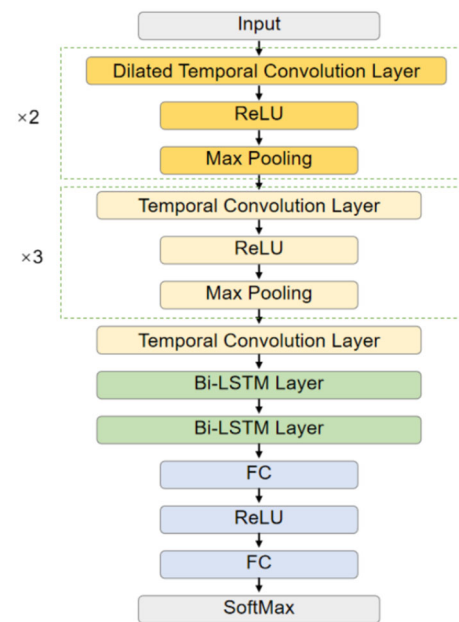 Input
Dilated Temporal Convolution Layer
×2
ReLU
Max Pooling
Temporal Convolution Layer
×3
ReLU
Max Pooling
Temporal Convolution Layer
Bi-LSTM Layer
Bi-LSTM Layer
FC
ReLU
FC
SoftMax